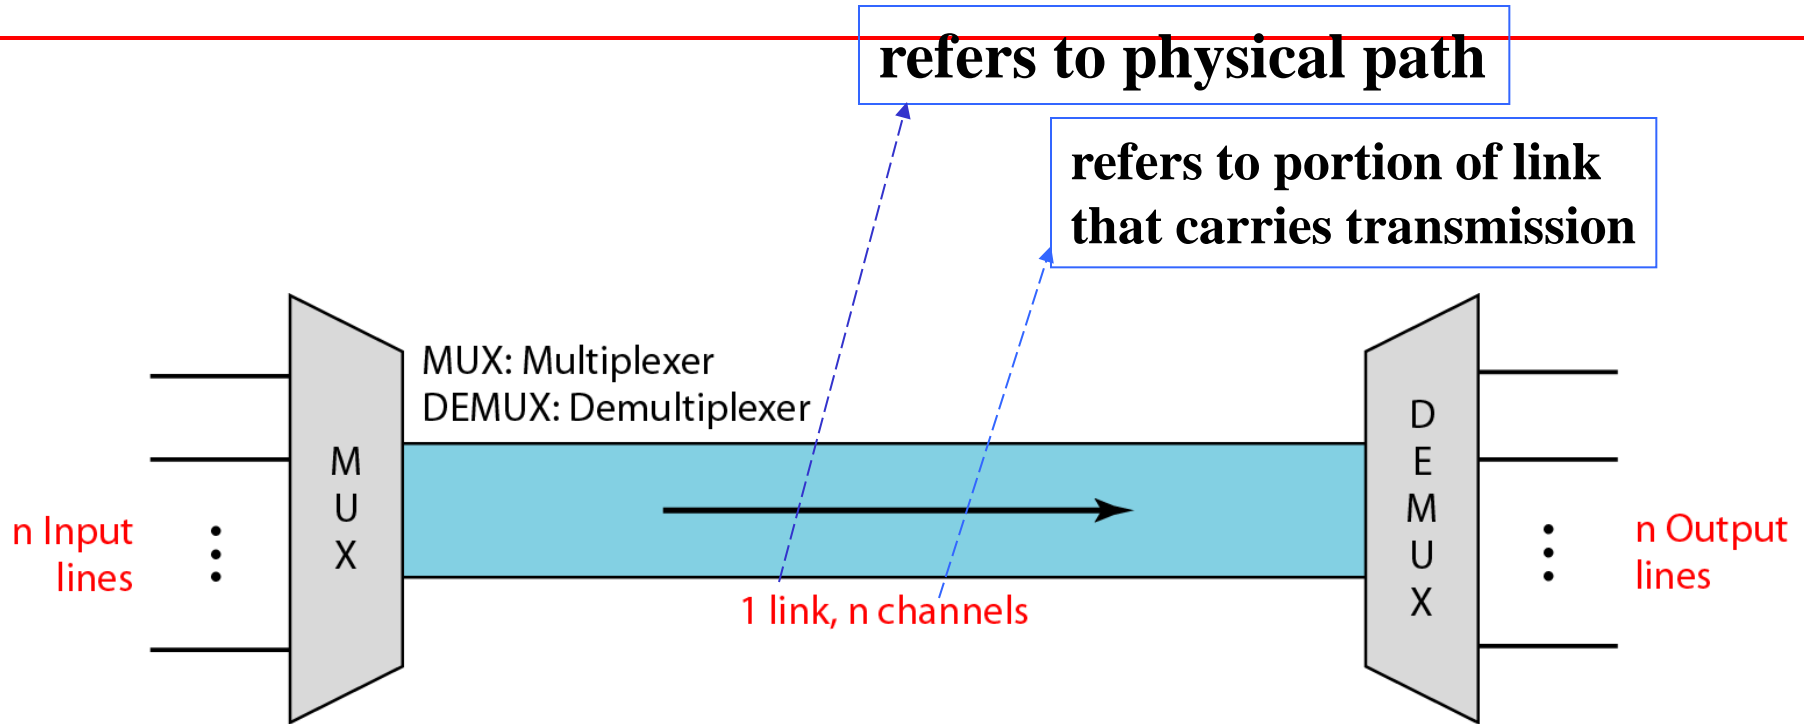 refers to physical path
refers to portion of link
that carries transmission
MUX: Multiplexer
DEMUX: Demultiplexer
M
U
X
D
E
M
U
X
n Input
lines
n Output
lines
1 link, n channels